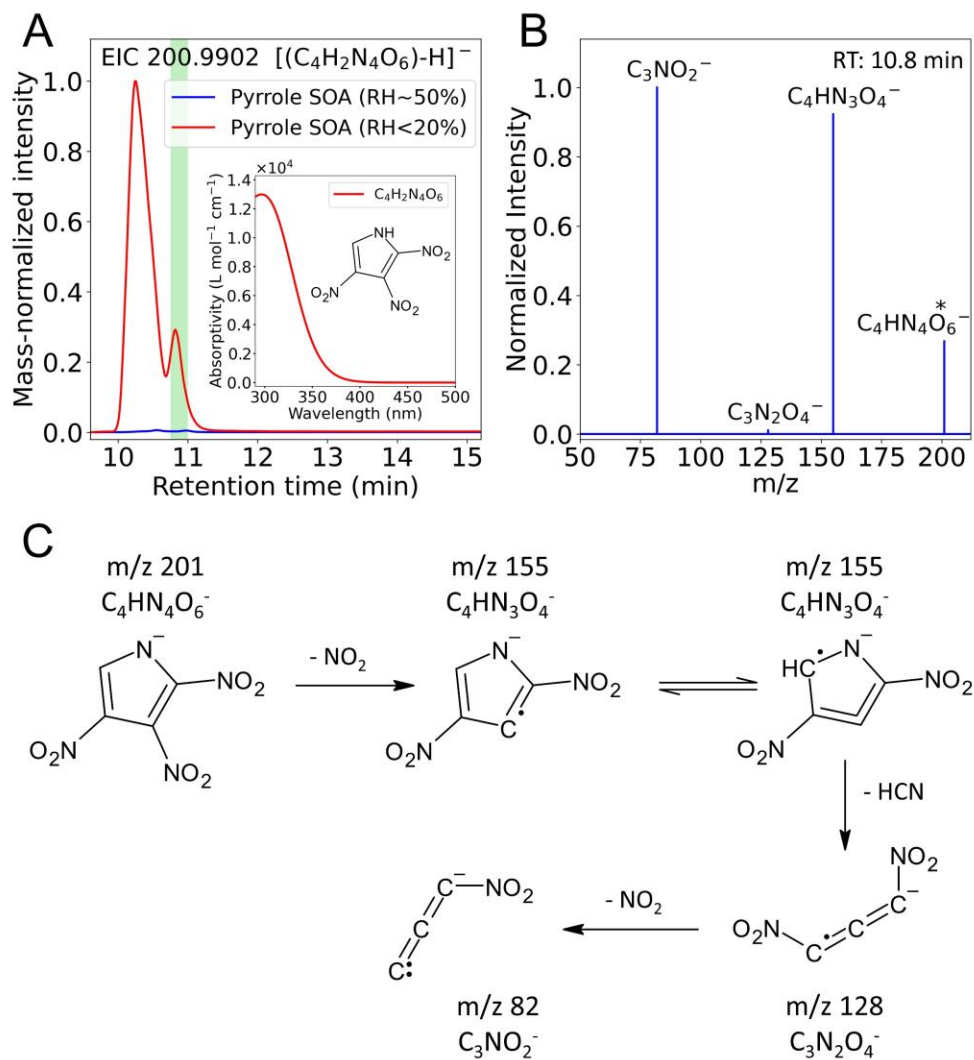 A
EIC 200.9902 [(C₄H₂N₄O₆)-H]⁻
Pyrrole SOA (RH~50%)
Pyrrole SOA (RH<20%)
Mass-normalized intensity
1.0
0.8
0.6
0.4
0.2
0.0
10 11 12 13 14 15
Retention time (min)
×10⁴
C₄H₂N₄O₆
Absorptivity (L mol⁻¹ cm⁻¹)
1.4
1.2
1.0
0.8
0.6
0.4
0.2
0.0
300 350 400 450 500
Wavelength (nm)
NH
NO₂
O₂N
NO₂
B
RT: 10.8 min
C₃NO₂⁻
C₄HN₃O₄⁻
C₃N₂O₄⁻
C₄HN₄O₆⁻
*
Normalized Intensity
1.0
0.8
0.6
0.4
0.2
0.0
50 75 100 125 150 175 200
m/z
C
m/z 201
C₄HN₄O₆⁻
N⁻
NO₂
O₂N
NO₂
- NO₂
m/z 155
C₄HN₃O₄⁻
N⁻
NO₂
O₂N
C·
m/z 155
C₄HN₃O₄⁻
HC·
N⁻
NO₂
O₂N
- HCN
NO₂
C⁻
C
O₂N
C·
m/z 128
C₃N₂O₄⁻
- NO₂
C⁻
NO₂
C
C:
m/z 82
C₃NO₂⁻